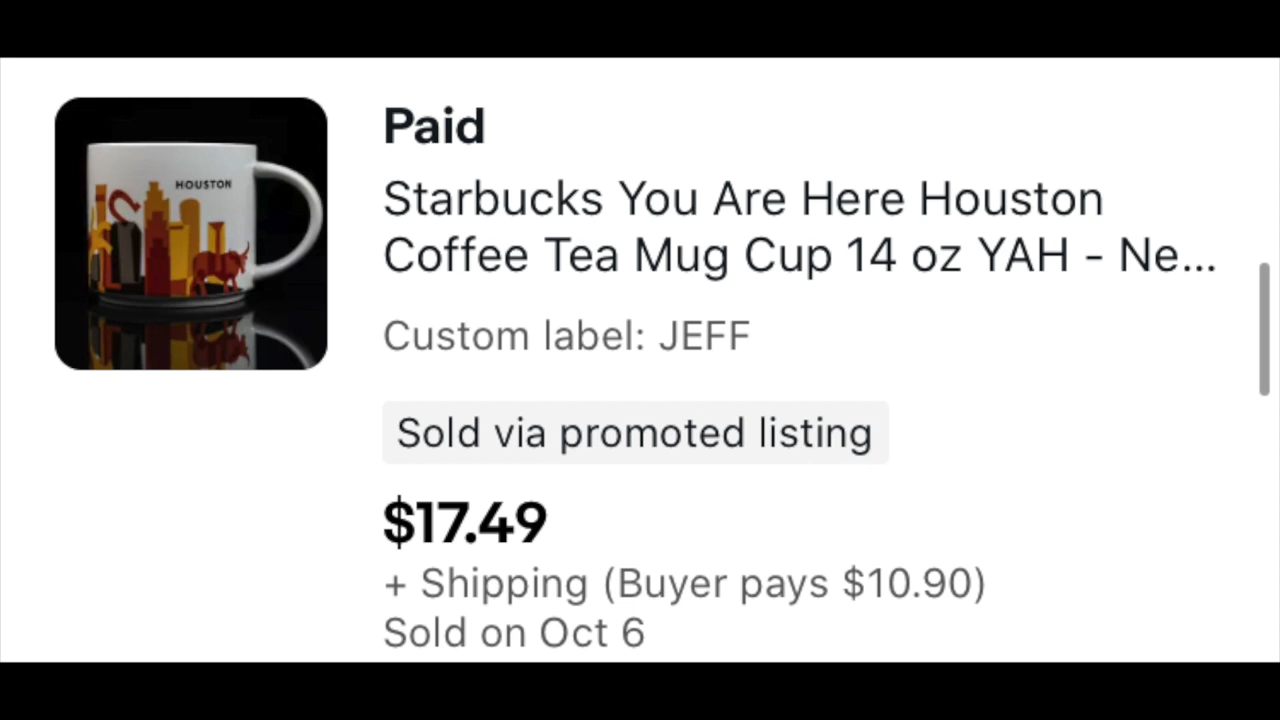 HOUSTON
Paid
Starbucks You Are Here Houston
Coffee Tea Mug Cup 14 oz YAH - Ne...
Custom label: JEFF
Sold via promoted listing
$17.49
+ Shipping (Buyer pays $10.90)
Sold on Oct 6